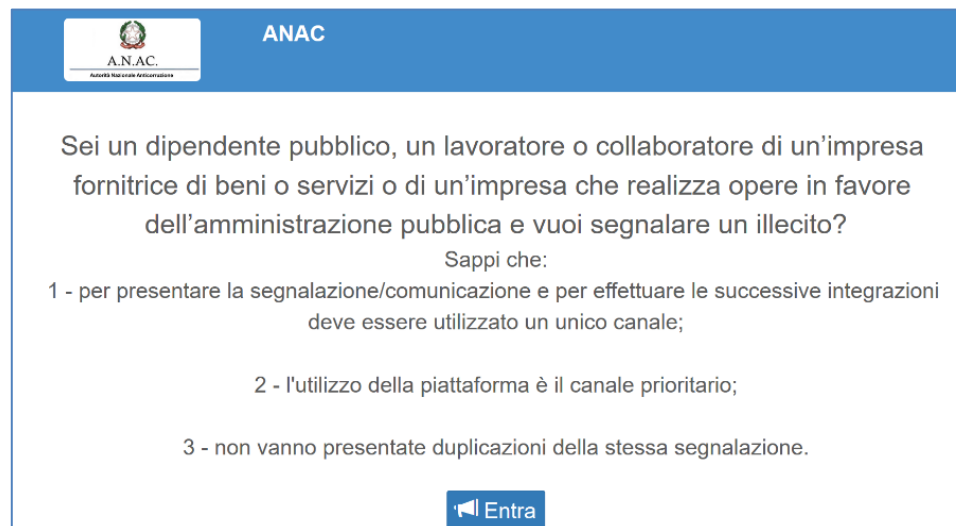 A.N.AC.
Autorità Nazionale Anticorruzione
ANAC
Sei un dipendente pubblico, un lavoratore o collaboratore di un’impresa
fornitrice di beni o servizi o di un’impresa che realizza opere in favore
dell’amministrazione pubblica e vuoi segnalare un illecito?
Sappi che:
1 - per presentare la segnalazione/comunicazione e per effettuare le successive integrazioni
deve essere utilizzato un unico canale;
2 - l'utilizzo della piattaforma è il canale prioritario;
3 - non vanno presentate duplicazioni della stessa segnalazione.
Entra